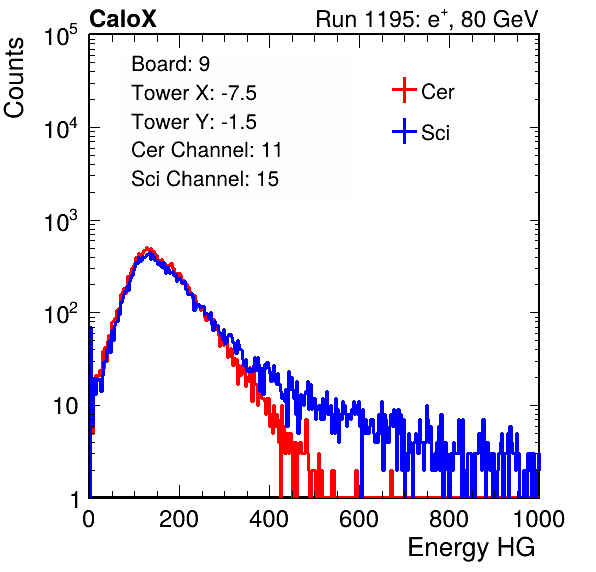 CaloX Run 1195: e⁺, 80 GeV
Counts
10⁵
10⁴
10³
10²
10
1
Board: 9
Tower X: -7.5
Tower Y: -1.5
Cer Channel: 11
Sci Channel: 15
Cer
Sci
0 200 400 600 800 1000
Energy HG